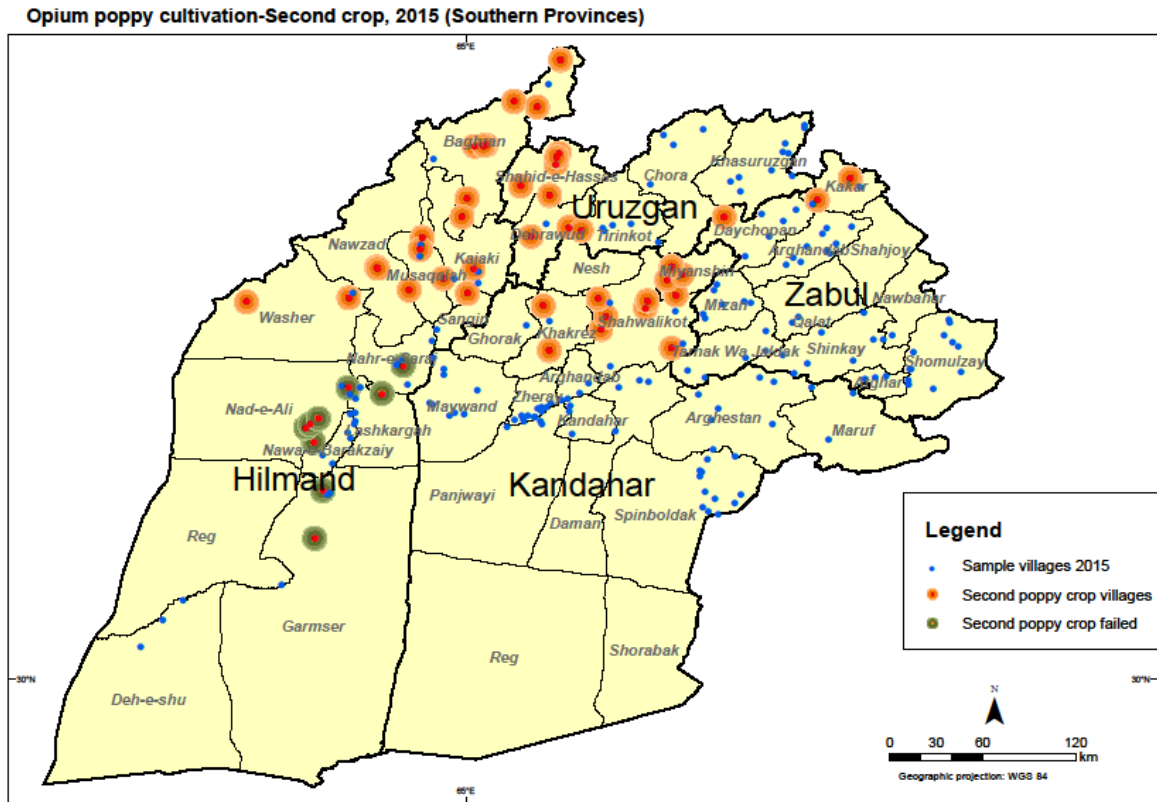 Opium poppy cultivation-Second crop, 2015 (Southern Provinces)
65°E
Baghran
Khasuruzgan
Shahid-e-Hassas
Chora
Kakar
Uruzgan
Dehrawud
Tirinkot
Daychopan
Nawzad
Arghandab
Shahjoy
Kajaki
Nesh
Miyanshin
Musaqalah
Zabul
Nawbahar
Mizan
Washer
Sangin
Shahwalikot
Qalat
Khakrez
Ghorak
Tarnak Wa Jaldak
Shinkay
Nahr-e-Saraj
Shomulzay
Arghandab
Atghar
Zheray
Nad-e-Ali
Maywand
Kandahar
Arghestan
Lashkargah
Maruf
Nawa-e-Barakzaiy
Hilmand
Kandahar
Panjwayi
Daman
Spinboldak
Reg
Garmser
Reg
Shorabak
Deh-e-shu
Legend
Sample villages 2015
Second poppy crop villages
Second poppy crop failed
30°N
30°N
N
0 30 60 120
km
Geographic projection: WGS 84
65°E